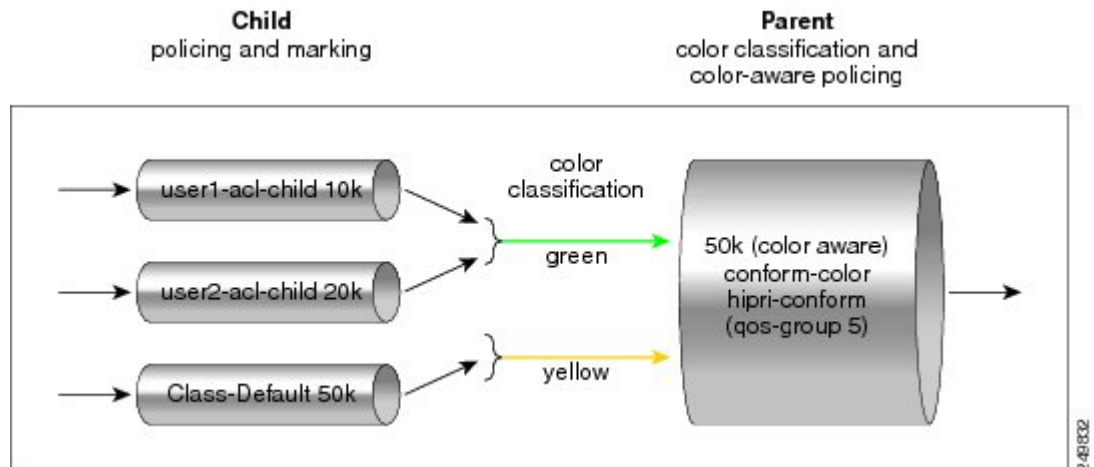 Child
policing and marking
Parent
color classification and
color-aware policing
user1-acl-child 10k
user2-acl-child 20k
Class-Default 50k
color
classification
green
yellow
50k (color aware)
conform-color
hipri-conform
(qos-group 5)
249832